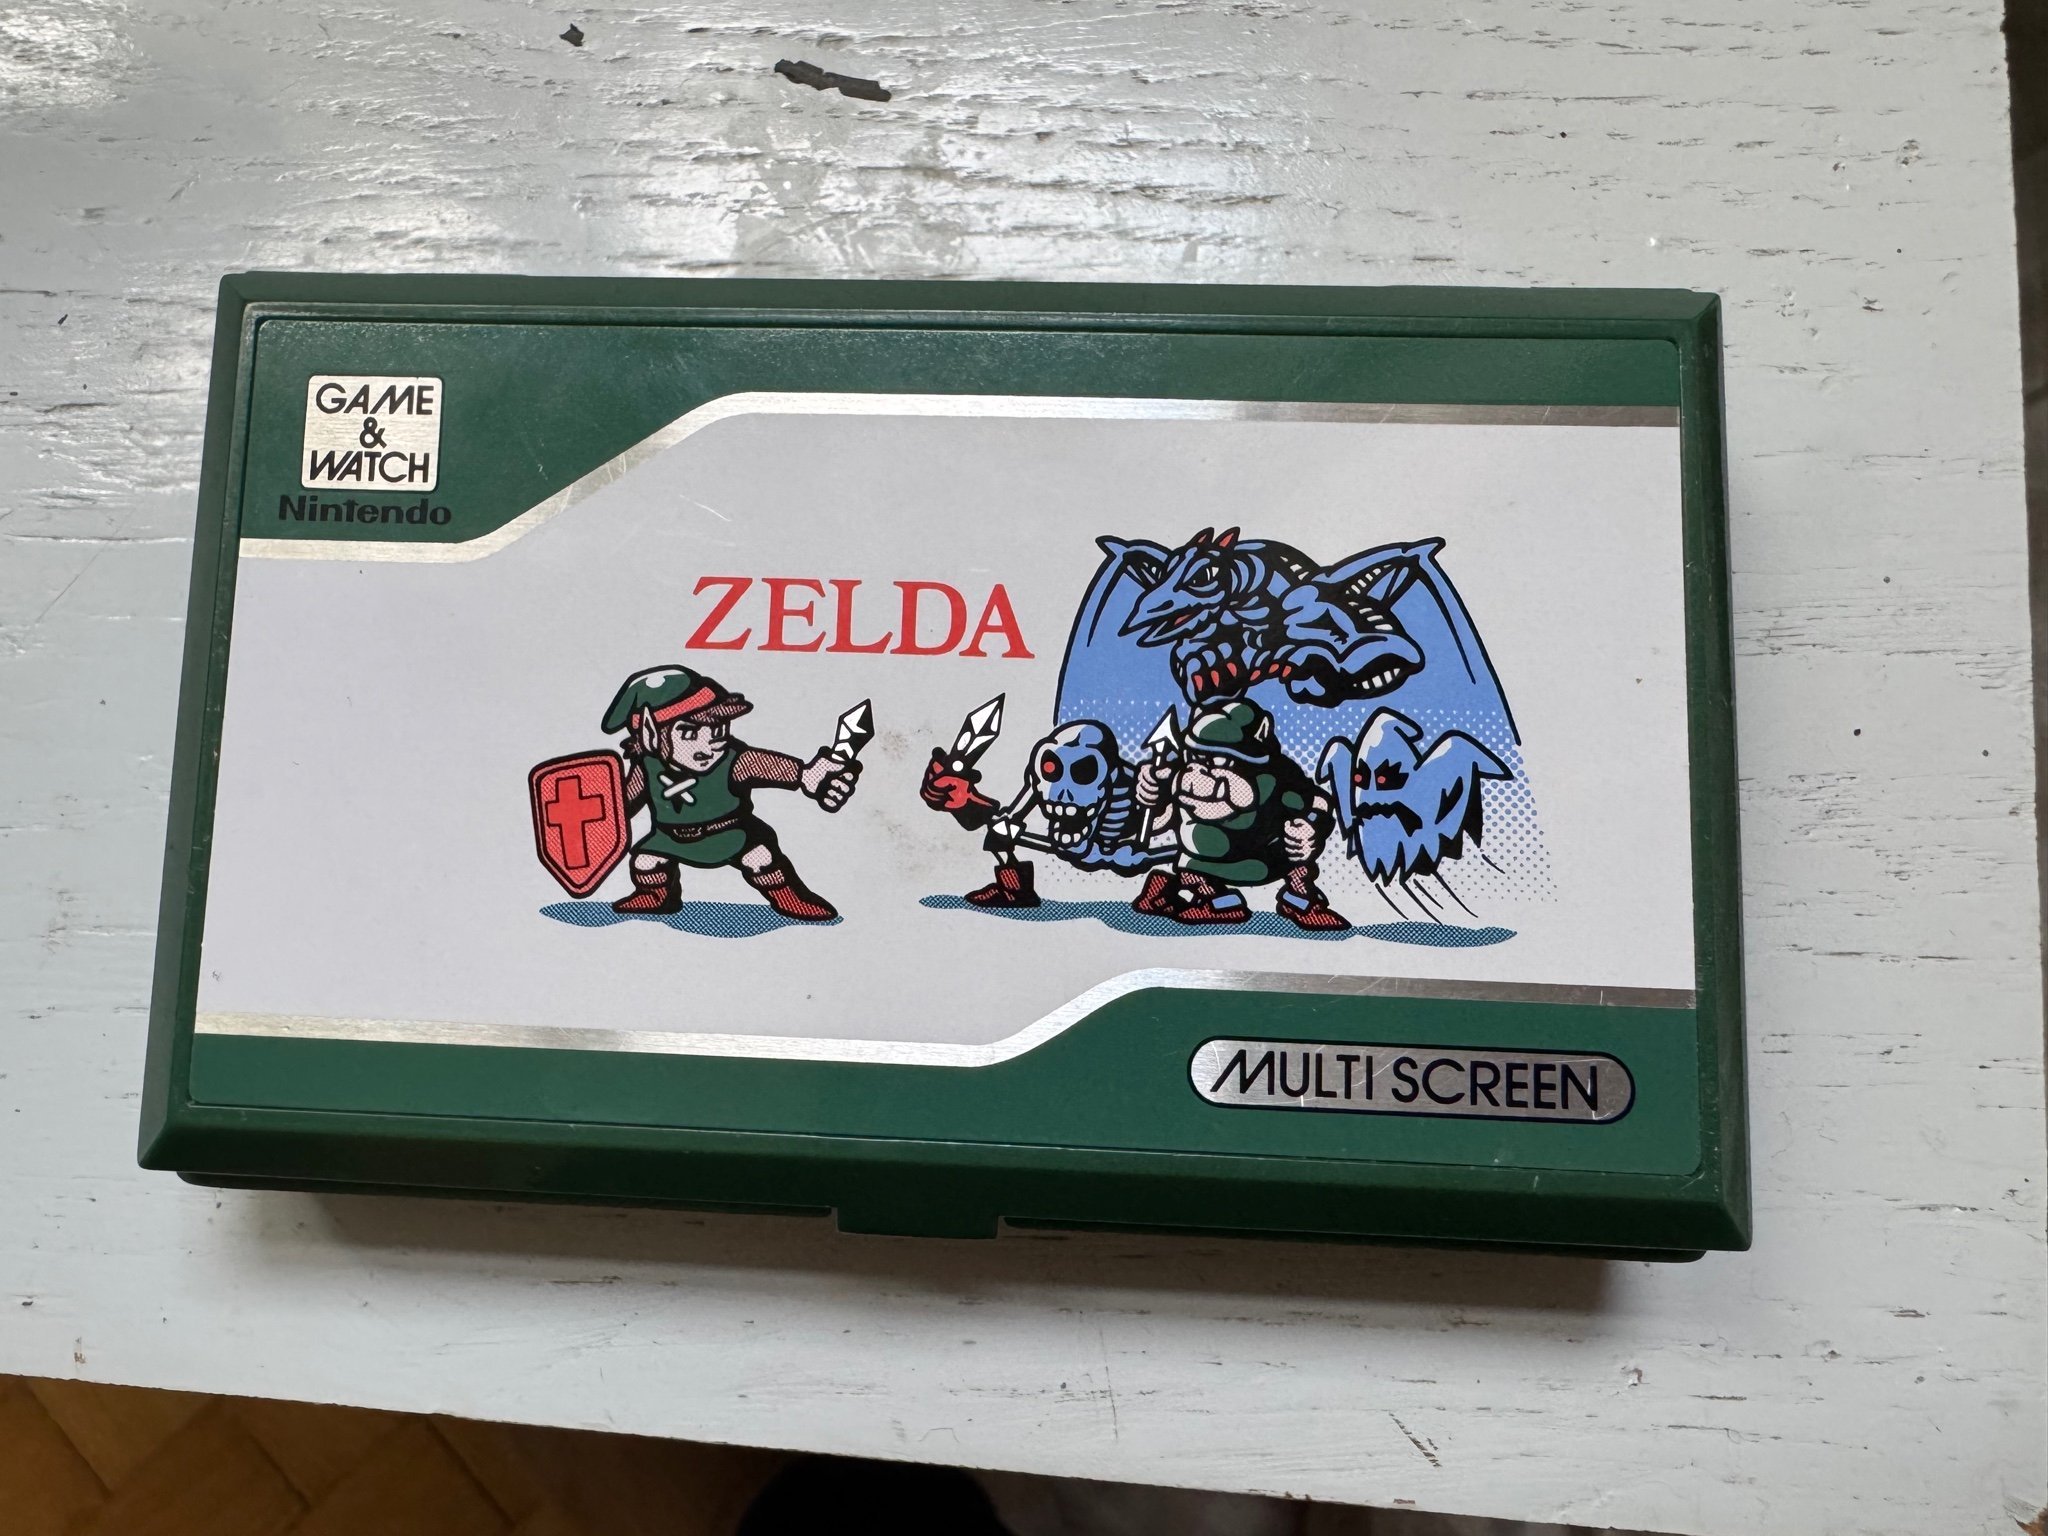 GAME
&
WATCH
Nintendo
ZELDA
MULTI SCREEN